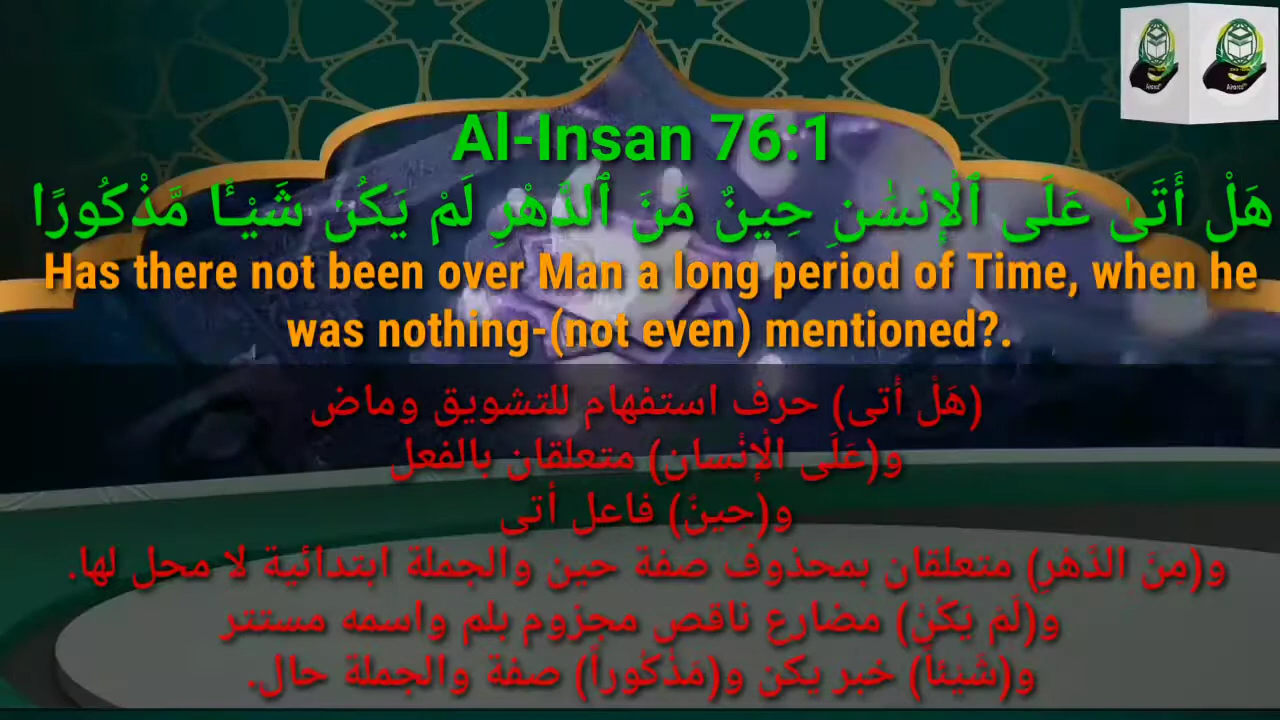 Al-Insan 76:1
هَلْ أَتَىٰ عَلَى ٱلْإِنسَٰنِ حِينٌ مِّنَ ٱلدَّهْرِ لَمْ يَكُن شَيْـًٔا مَّذْكُورًا
Has there not been over Man a long period of Time, when he
was nothing-(not even) mentioned?.
(هَلْ أتى) حرف استفهام للتشويق وماض
و(عَلَى الْإِنْسانِ) متعلقان بالفعل
و(حِينٌ) فاعل أتى
و(مِنَ الدَّهْرِ) متعلقان بمحذوف صفة حين والجملة ابتدائية لا محل لها.
و(لَمْ يَكُنْ) مضارع ناقص مجزوم بلم واسمه مستتر
و(شَيْئاً) خبر يكن و(مَذْكُوراً) صفة والجملة حال.